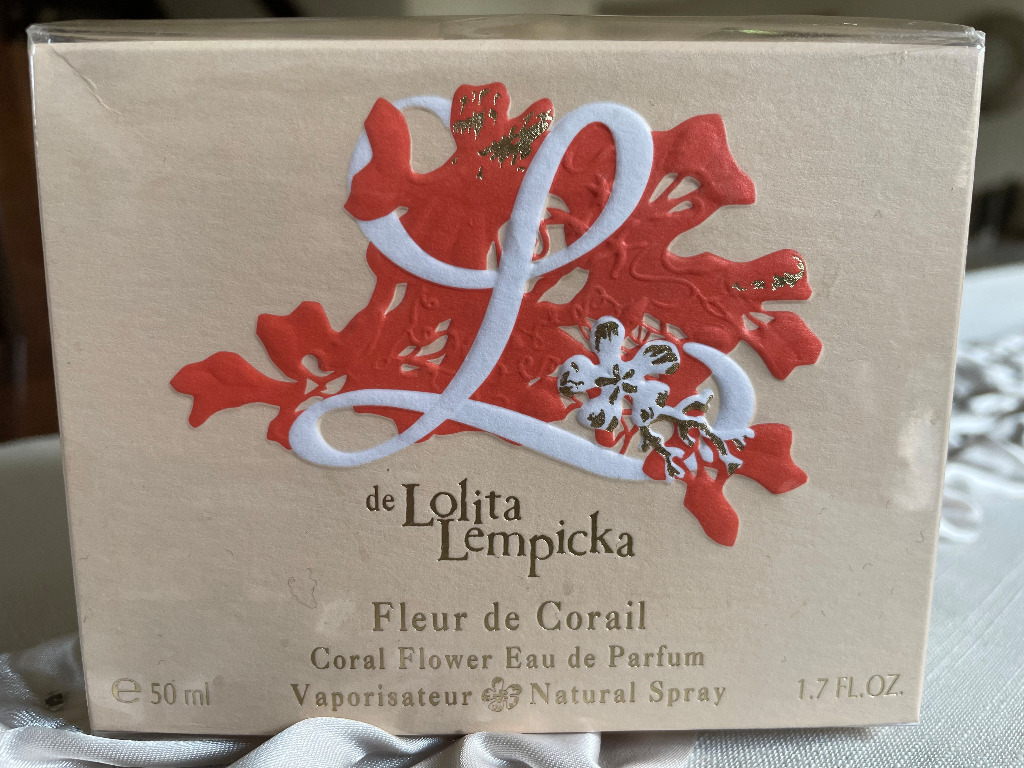 L
de Lolita
Lempicka
Fleur de Corail
Coral Flower Eau de Parfum
℮ 50 ml Vaporisateur Natural Spray 1.7 FL.OZ.